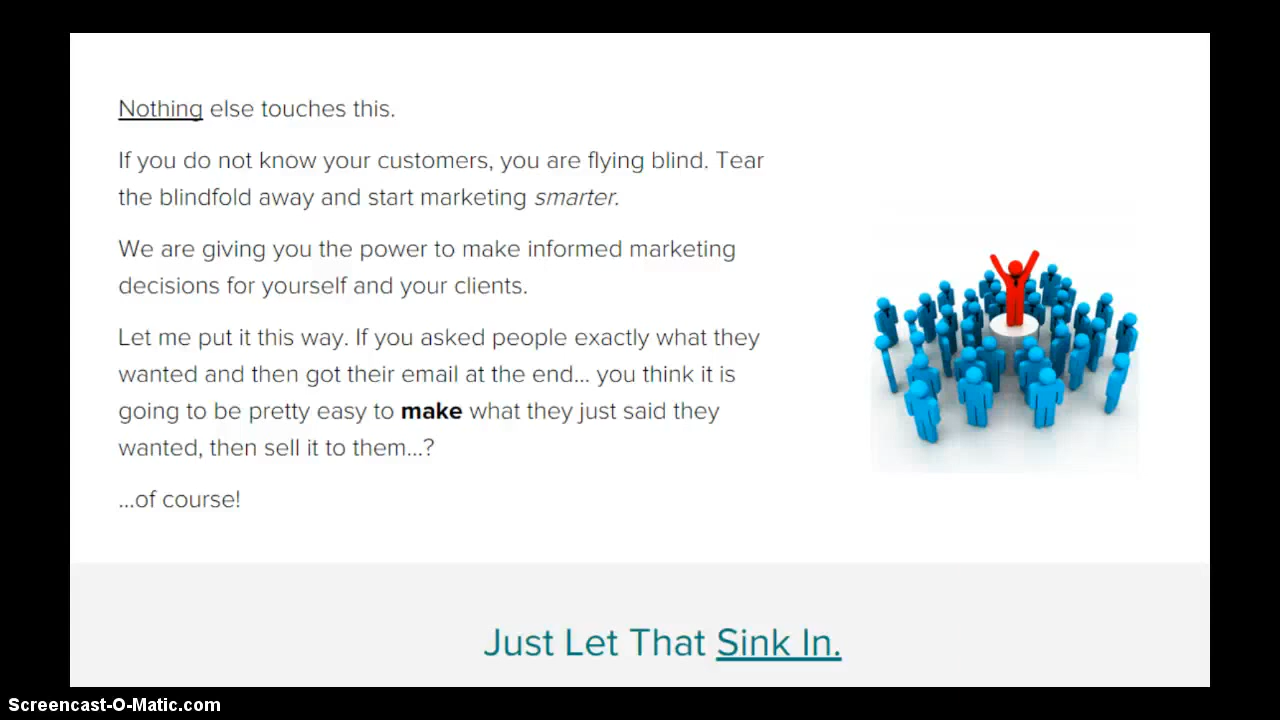 Nothing else touches this.
If you do not know your customers, you are flying blind. Tear
the blindfold away and start marketing smarter.
We are giving you the power to make informed marketing
decisions for yourself and your clients.
Let me put it this way. If you asked people exactly what they
wanted and then got their email at the end... you think it is
going to be pretty easy to make what they just said they
wanted, then sell it to them...?
...of course!
Just Let That Sink In.
Screencast-O-Matic.com